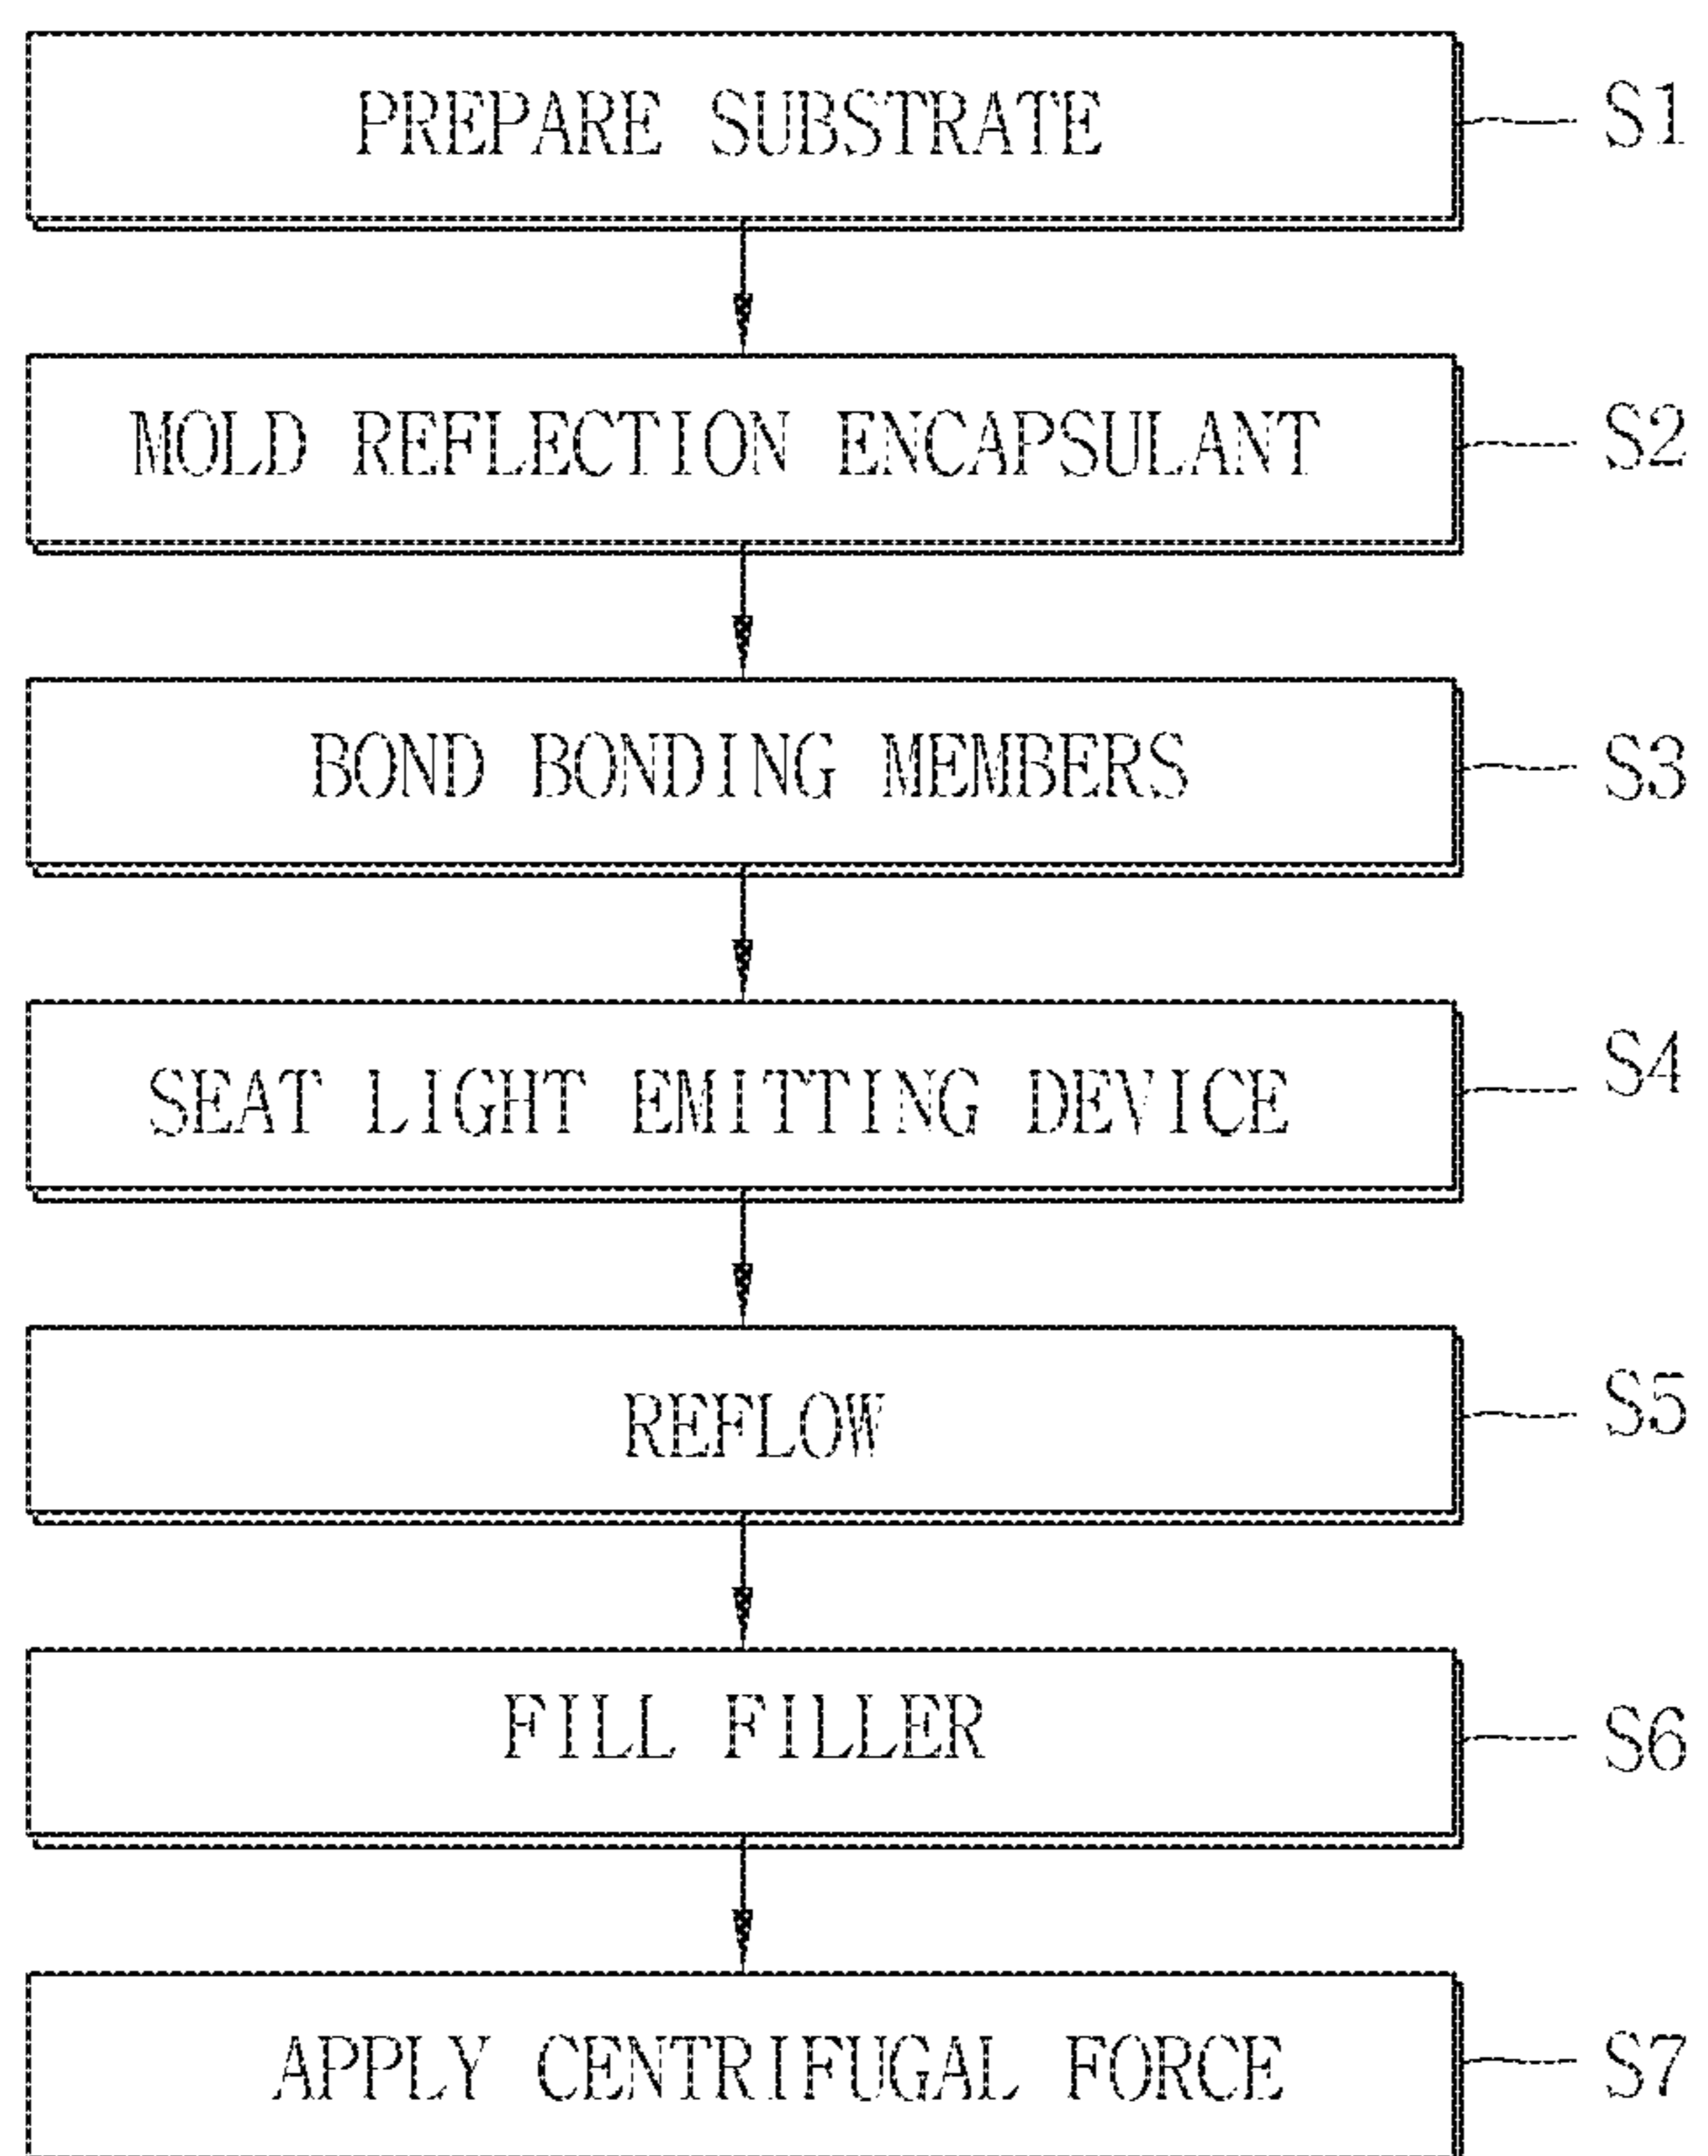 PREPARE SUBSTRATE S1
MOLD REFLECTION ENCAPSULANT S2
BOND BONDING MEMBERS S3
SEAT LIGHT EMITTING DEVICE S4
REFLOW S5
FILL FILLER S6
APPLY CENTRIFUGAL FORCE S7